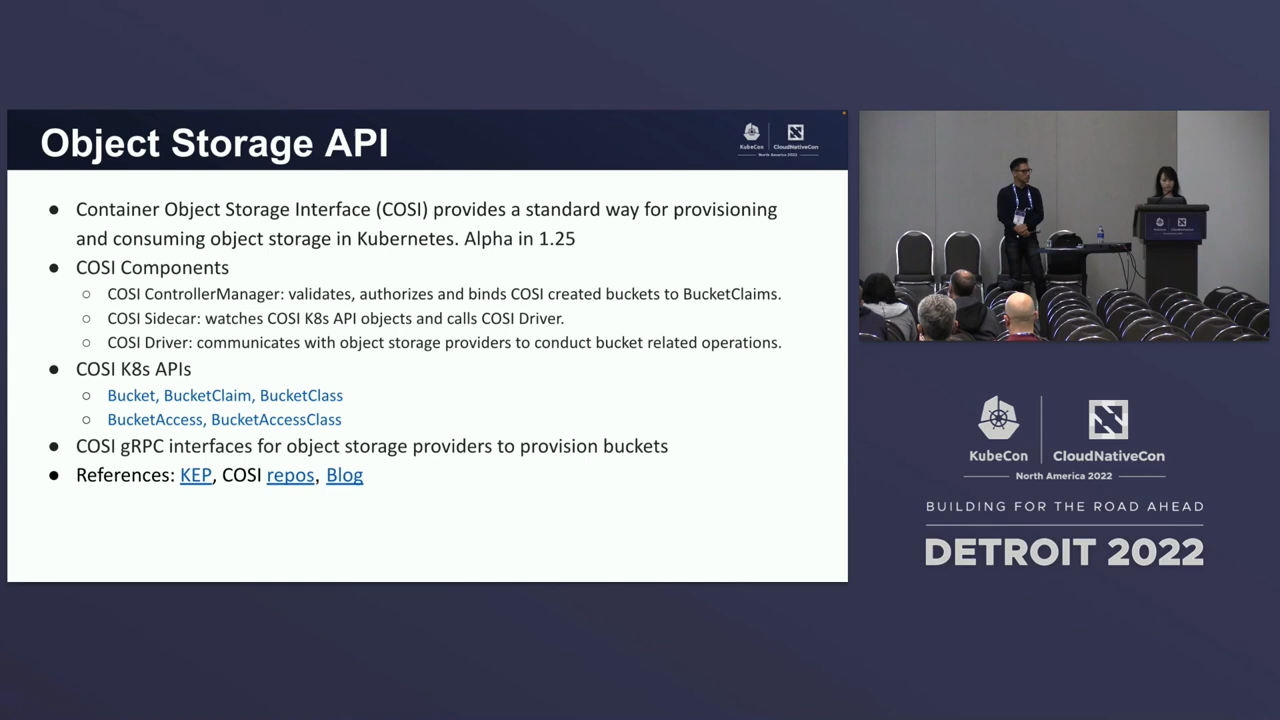 Object Storage API
KubeCon
CloudNativeCon
North America 2022
● Container Object Storage Interface (COSI) provides a standard way for provisioning
and consuming object storage in Kubernetes. Alpha in 1.25
● COSI Components
○ COSI ControllerManager: validates, authorizes and binds COSI created buckets to BucketClaims.
○ COSI Sidecar: watches COSI K8s API objects and calls COSI Driver.
○ COSI Driver: communicates with object storage providers to conduct bucket related operations.
● COSI K8s APIs
○ Bucket, BucketClaim, BucketClass
○ BucketAccess, BucketAccessClass
● COSI gRPC interfaces for object storage providers to provision buckets
● References: KEP, COSI repos, Blog
KubeCon
CloudNativeCon
North America 2022
BUILDING FOR THE ROAD AHEAD
DETROIT 2022